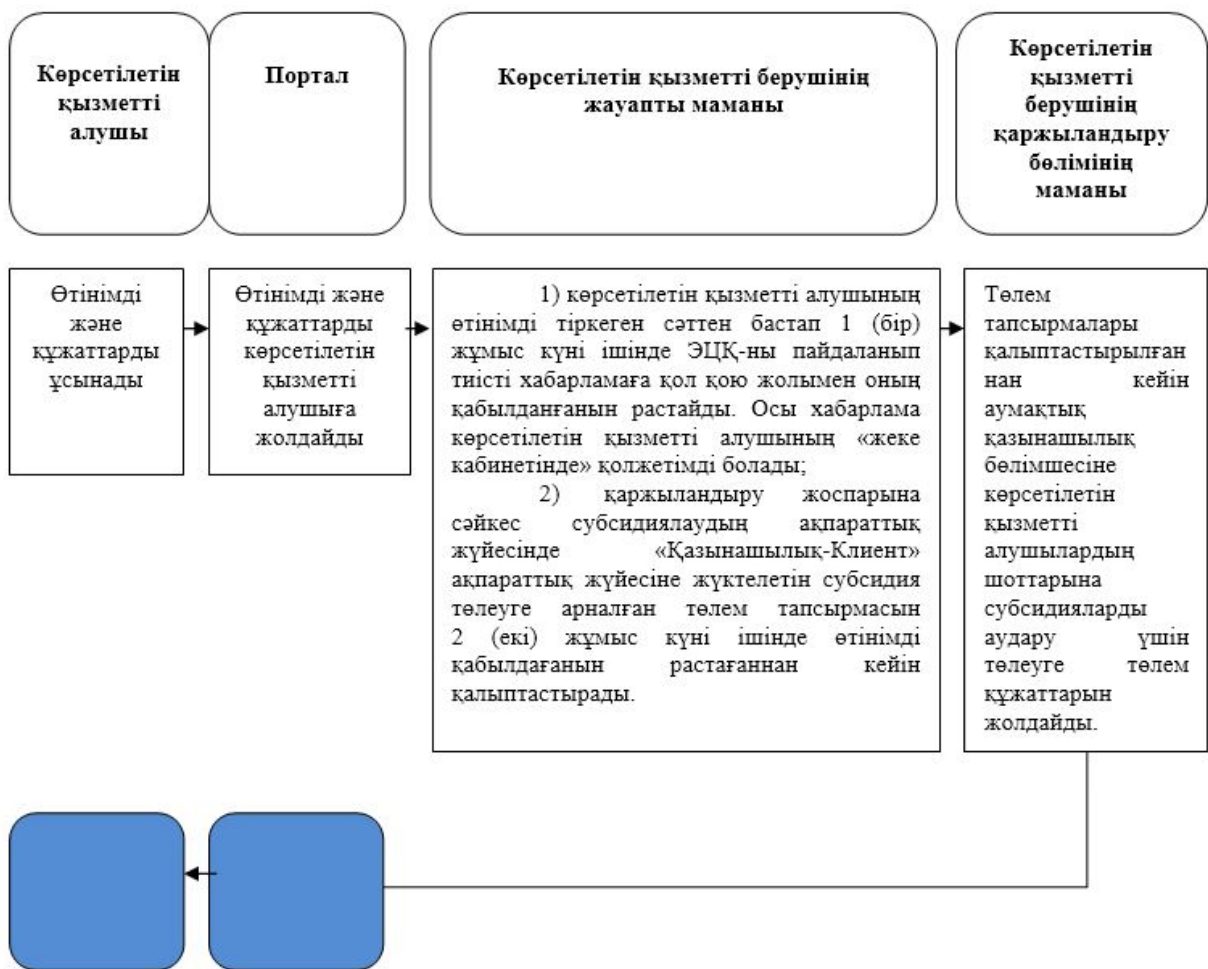 Көрсетілетін
қызметті
алушы
Портал
Көрсетілетін қызметті берушінің
жауапты маманы
Көрсетілетін
қызметті
берушінің
қаржыландыру
бөлімінің
маманы
Өтінімді
және
құжаттарды
ұсынады
Өтінімді және
құжаттарды
көрсетілетін
қызметті
алушыға
жолдайды
1) көрсетілетін қызметті алушының
өтінімді тіркеген сәттен бастап 1 (бір)
жұмыс күні ішінде ЭЦҚ-ны пайдаланып
тиісті хабарламаға қол қою жолымен оның
қабылданғанын растайды. Осы хабарлама
көрсетілетін қызметті алушының «жеке
кабинетінде» қолжетімді болады;
2) қаржыландыру жоспарына
сәйкес субсидиялаудың ақпараттық
жүйесінде «Қазынашылық-Клиент»
ақпараттық жүйесіне жүктелетін субсидия
төлеуге арналған төлем тапсырмасын
2 (екі) жұмыс күні ішінде өтінімді
қабылдағанын растағаннан кейін
қалыптастырады.
Төлем
тапсырмалары
қалыптастырылған
нан кейін
аумақтық
қазынашылық
бөлімшесіне
көрсетілетін
қызметті
алушылардың
шоттарына
субсидияларды
аудару үшін
төлеуге төлем
құжаттарын
жолдайды.